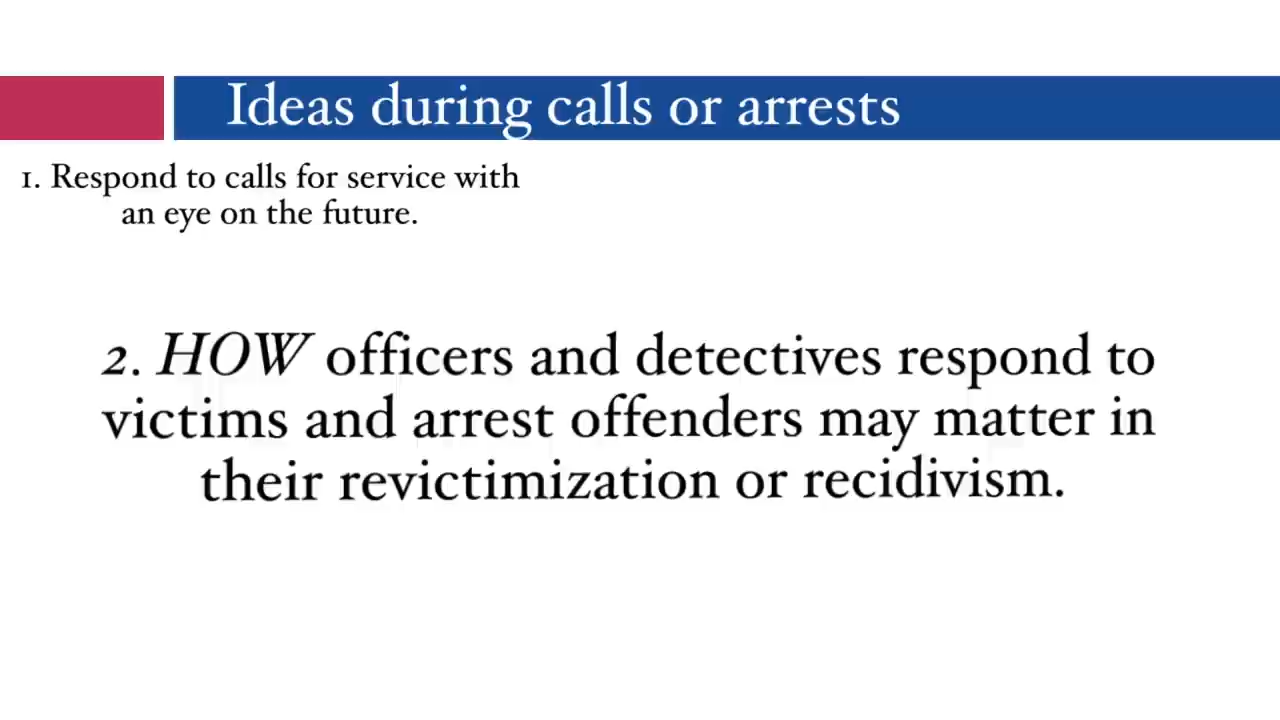 Ideas during calls or arrests
1. Respond to calls for service with
an eye on the future.
2. HOW officers and detectives respond to
victims and arrest offenders may matter in
their revictimization or recidivism.